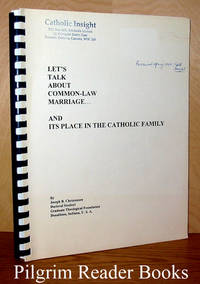 Catholic Insight
LET'S
TALK
ABOUT
COMMON-LAW
MARRIAGE...
AND
ITS PLACE IN THE CATHOLIC FAMILY
By
Joseph B. Christensen
Doctoral Student
Graduate Theological Foundation
Donaldson, Indiana, U. S. A.
Pilgrim Reader Books